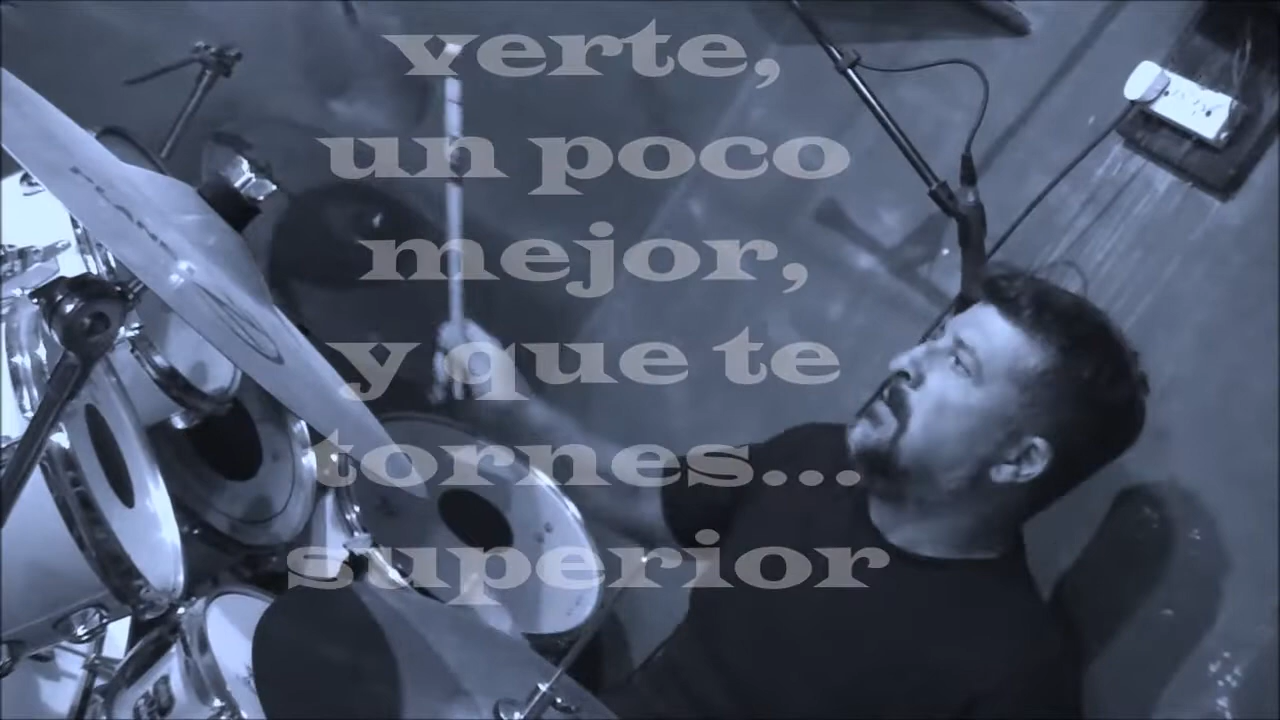 verte,
un poco
mejor,
y que te
tornes...
superior